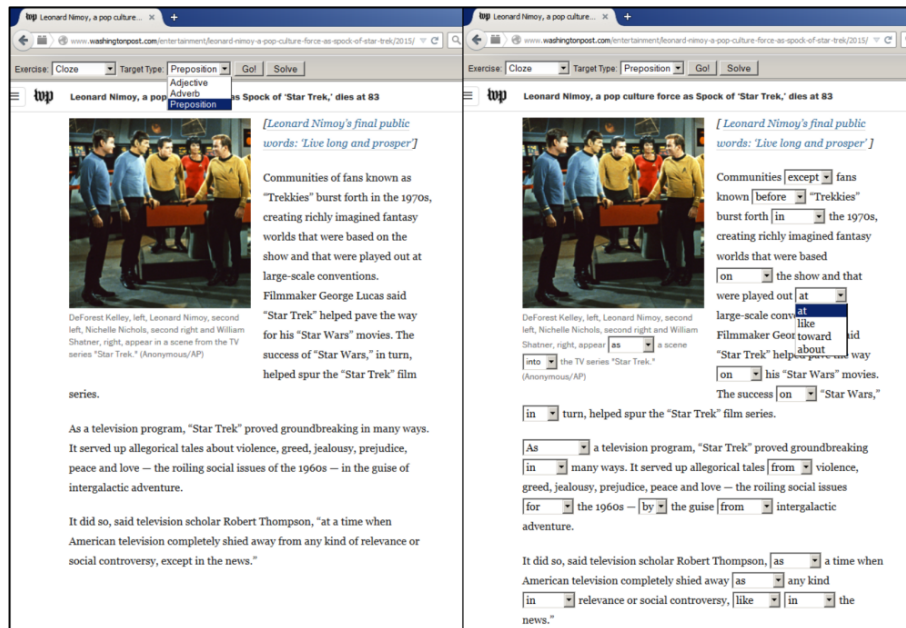 wp Leonard Nimoy, a pop culture... ×
+
www.washingtonpost.com/entertainment/leonard-nimoy-a-pop-culture-force-as-spock-of-star-trek/2015/
Exercise: Cloze Target Type: Preposition Go! Solve
Adjective
Adverb
Preposition
wp Leonard Nimoy, a pop as Spock of ‘Star Trek,’ dies at 83
[Leonard Nimoy’s final public
words: ‘Live long and prosper’]
Communities of fans known as
“Trekkies” burst forth in the 1970s,
creating richly imagined fantasy
worlds that were based on the
show and that were played out at
large-scale conventions.
Filmmaker George Lucas said
“Star Trek” helped pave the way
for his “Star Wars” movies. The
success of “Star Wars,” in turn,
helped spur the “Star Trek” film
series.
DeForest Kelley, left, Leonard Nimoy, second
left, Nichelle Nichols, second right and William
Shatner, right, appear in a scene from the TV
series "Star Trek." (Anonymous/AP)
As a television program, “Star Trek” proved groundbreaking in many ways.
It served up allegorical tales about violence, greed, jealousy, prejudice,
peace and love — the roiling social issues of the 1960s — in the guise of
intergalactic adventure.
It did so, said television scholar Robert Thompson, “at a time when
American television completely shied away from any kind of relevance or
social controversy, except in the news.”
wp Leonard Nimoy, a pop culture... ×
+
www.washingtonpost.com/entertainment/leonard-nimoy-a-pop-culture-force-as-spock-of-star-trek/2015/
Exercise: Cloze Target Type: Preposition Go! Solve
wp Leonard Nimoy, a pop culture force as Spock of ‘Star Trek,’ dies at 83
[Leonard Nimoy’s final public
words: ‘Live long and prosper’ ]
Communities except fans
known before “Trekkies”
burst forth in the 1970s,
creating richly imagined fantasy
worlds that were based
on the show and that
were played out at
at
like
toward
about
large-scale conv
Filmmaker Geor aid
“Star Trek” helped pave the way
on his “Star Wars” movies.
The success on “Star Wars,”
in turn, helped spur the “Star Trek” film series.
DeForest Kelley, left, Leonard Nimoy, second
left, Nichelle Nichols, second right and William
Shatner, right, appear as a scene
into the TV series "Star Trek."
(Anonymous/AP)
As a television program, “Star Trek” proved groundbreaking
in many ways. It served up allegorical tales from violence,
greed, jealousy, prejudice, peace and love — the roiling social issues
for the 1960s — by the guise from intergalactic
adventure.
It did so, said television scholar Robert Thompson, as a time when
American television completely shied away as any kind
in relevance or social controversy, like in the
news.”